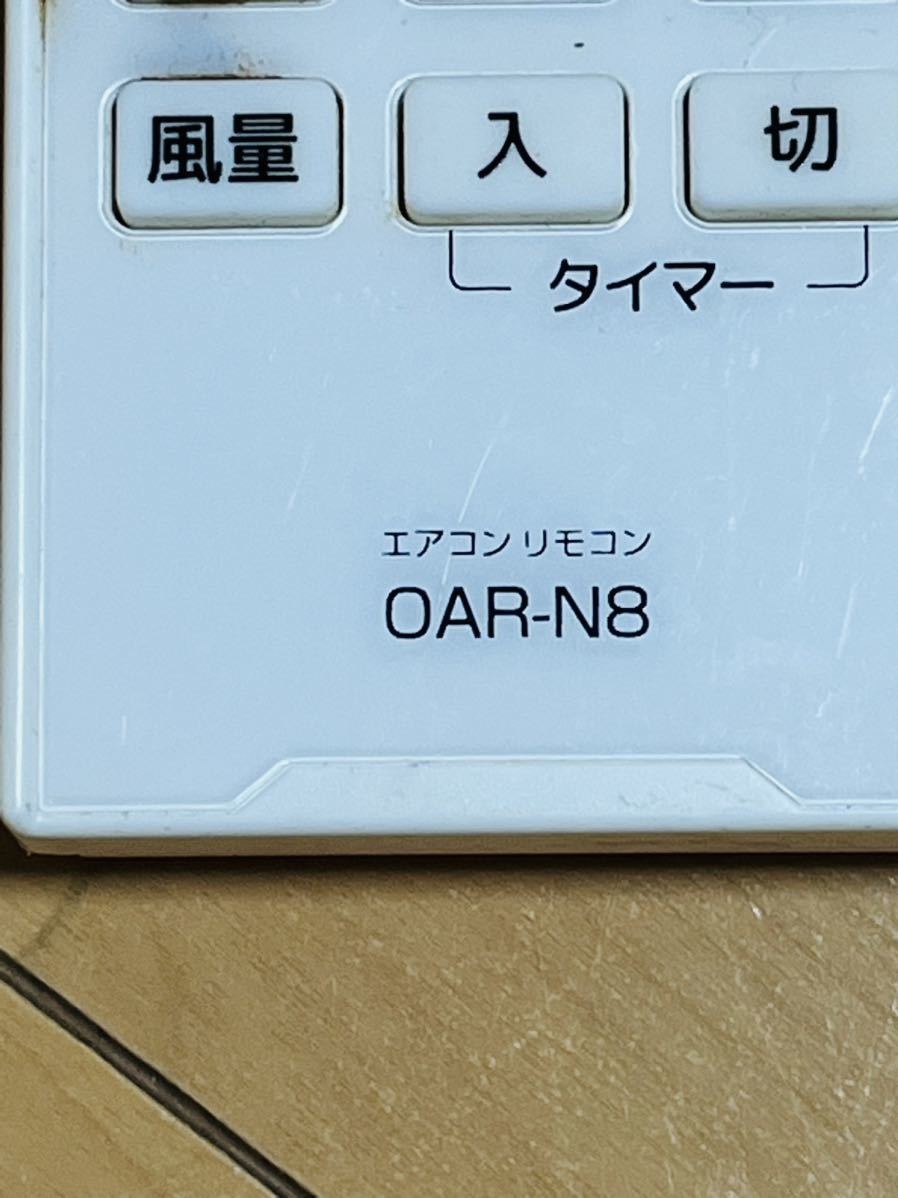 風量 入 切
タイマー
エアコン リモコン
OAR-N8